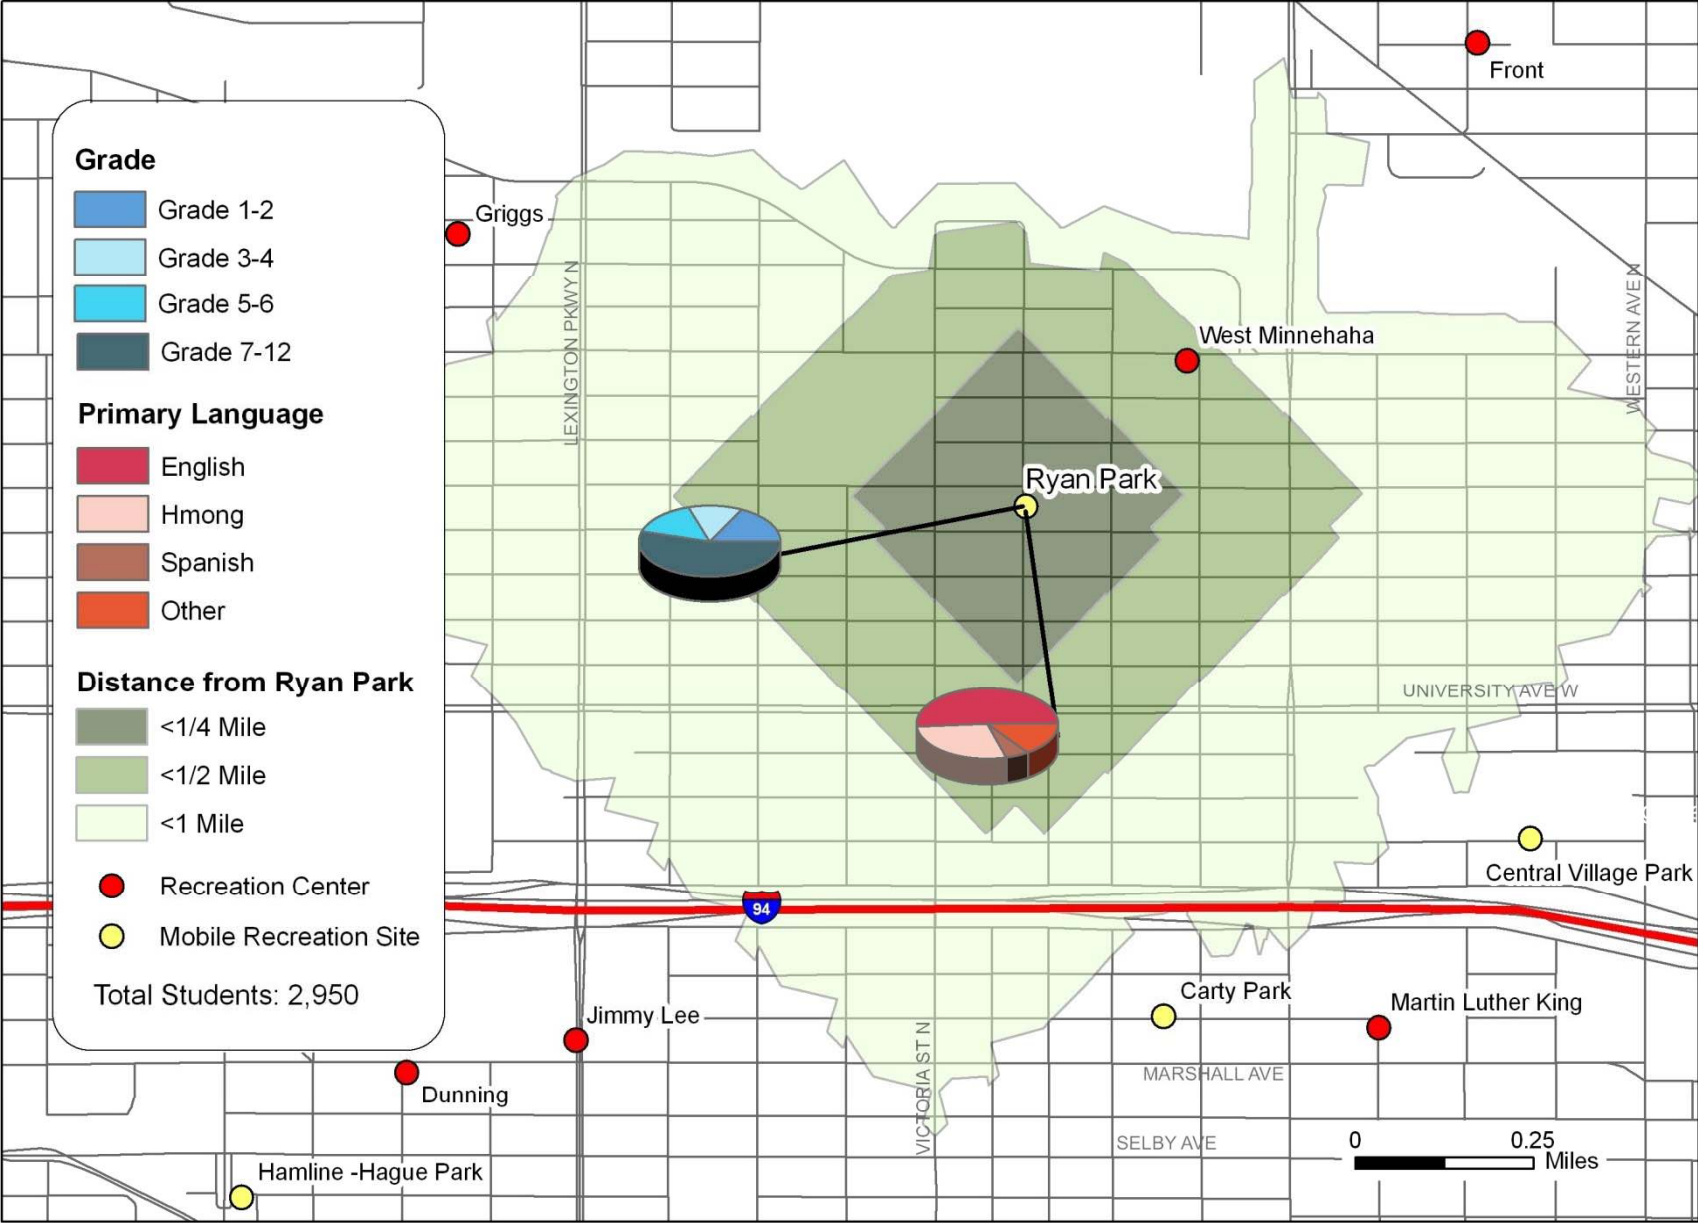 Front
Grade
Grade 1-2
Grade 3-4
Grade 5-6
Grade 7-12
Primary Language
English
Hmong
Spanish
Other
Distance from Ryan Park
<1/4 Mile
<1/2 Mile
<1 Mile
Recreation Center
Mobile Recreation Site
Total Students: 2,950
Griggs
LEXINGTON PKWY N
West Minnehaha
WESTERN AVE N
Ryan Park
UNIVERSITY AVE W
Central Village Park
94
Carty Park
Martin Luther King
Jimmy Lee
VICTORIA ST N
MARSHALL AVE
Dunning
SELBY AVE
Hamline -Hague Park
0 0.25
Miles